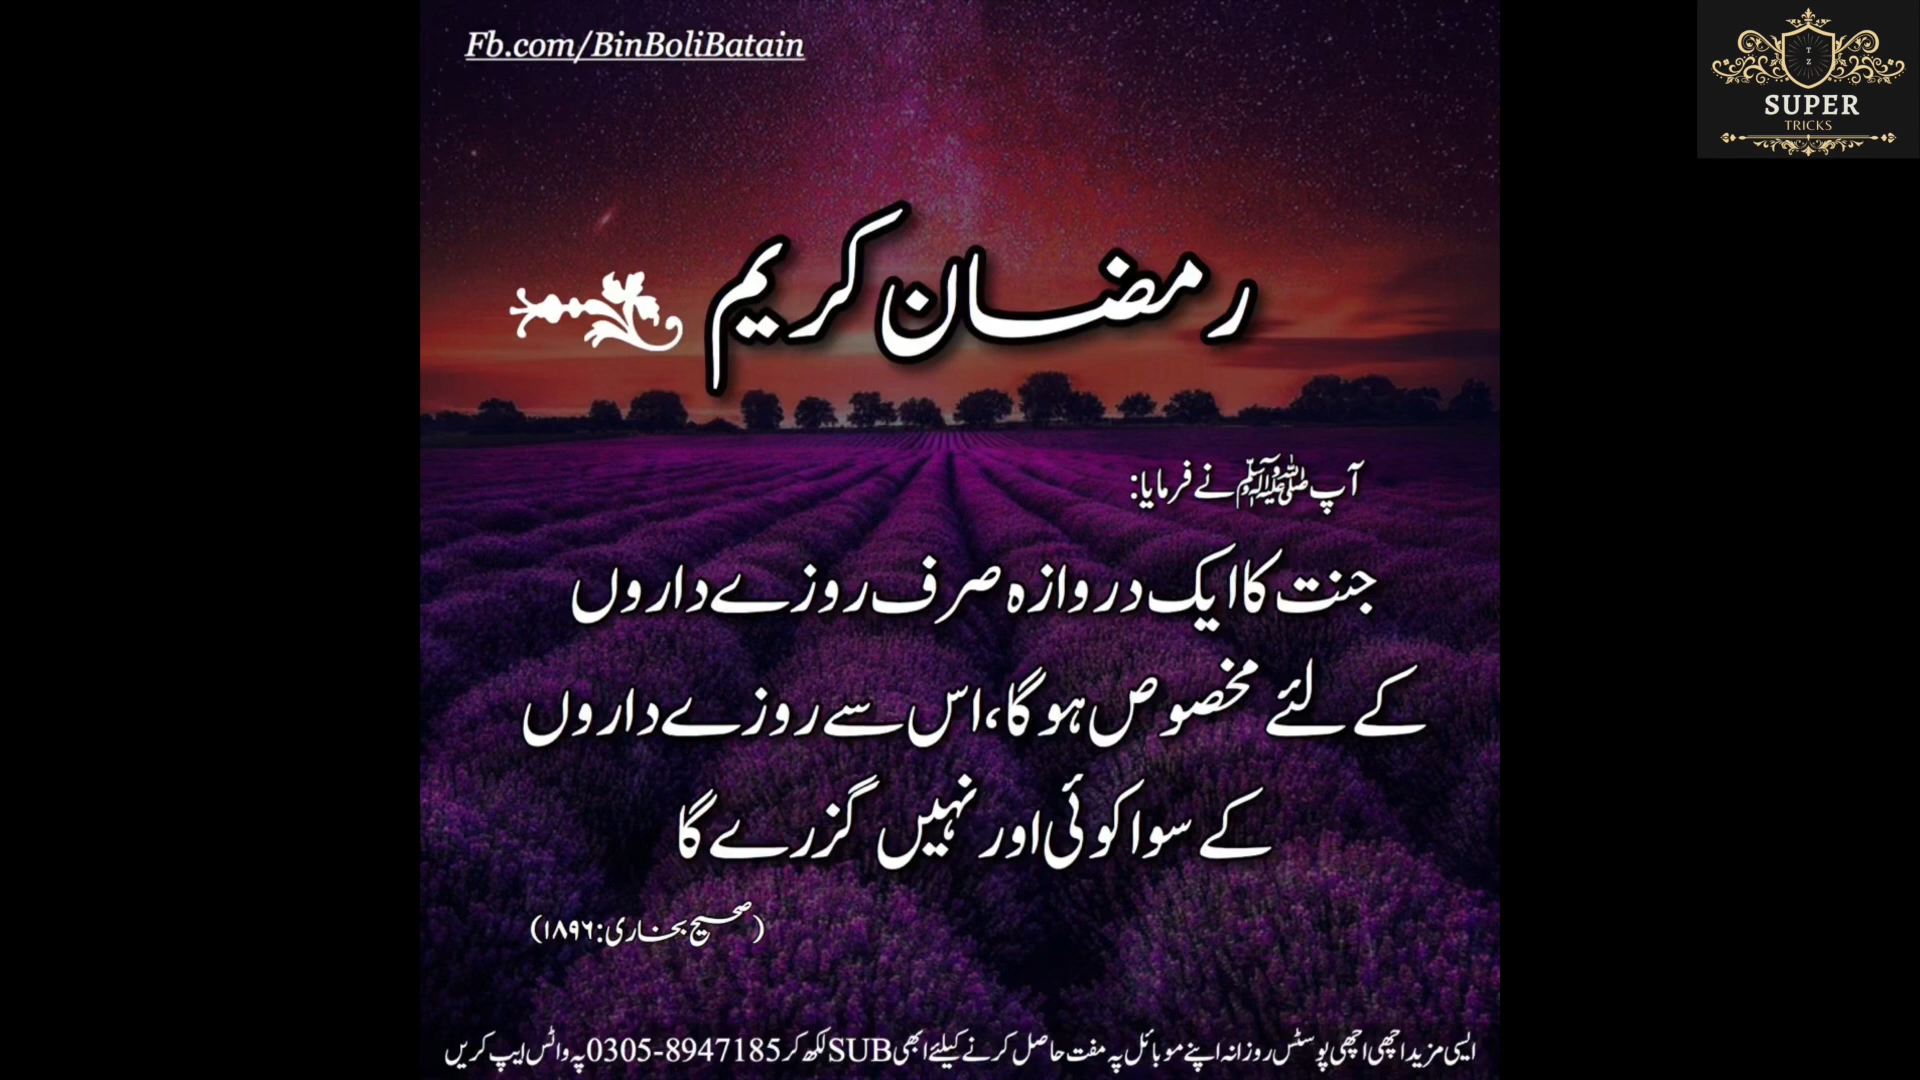 Fb.com/BinBoliBatain
SUPER
TRICKS
رمضان کریم
آپ ﷺ نے فرمایا:
جنت کا ایک دروازہ صرف روزے داروں
کے لئے مخصوص ہوگا، اس سے روزے داروں
کے سوا کوئی اور نہیں گزرے گا
(صحیح بخاری: ۱۸۹۶)
ایسی مزید اچھی اچھی پوسٹس روزانہ اپنے موبائل پہ مفت حاصل کرنے کیلئے ابھی SUB لکھ کر 0305-8947185 پہ واٹس ایپ کریں